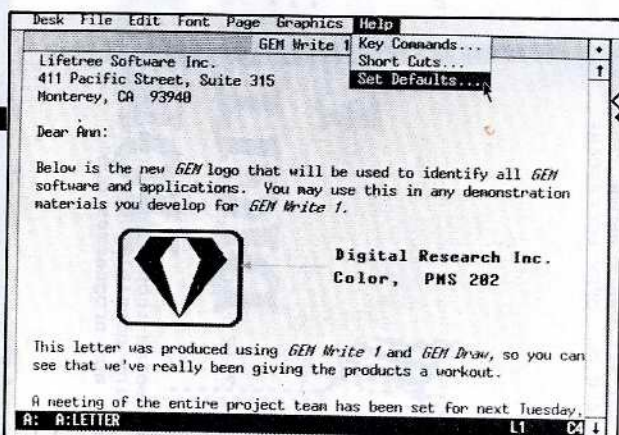 Desk File Edit Font Page Graphics Help
GEM Write 1
Key Commands...
Short Cuts...
Set Defaults...
Lifetree Software Inc.
411 Pacific Street, Suite 315
Monterey, CA 93940
Dear Ann:
Below is the new GEM logo that will be used to identify all GEM
software and applications. You may use this in any demonstration
materials you develop for GEM Write 1.
Digital Research Inc.
Color, PMS 202
This letter was produced using GEM Write 1 and GEM Draw, so you can
see that we've really been giving the products a workout.
A meeting of the entire project team has been set for next Tuesday,
A: A:LETTER L1 C4